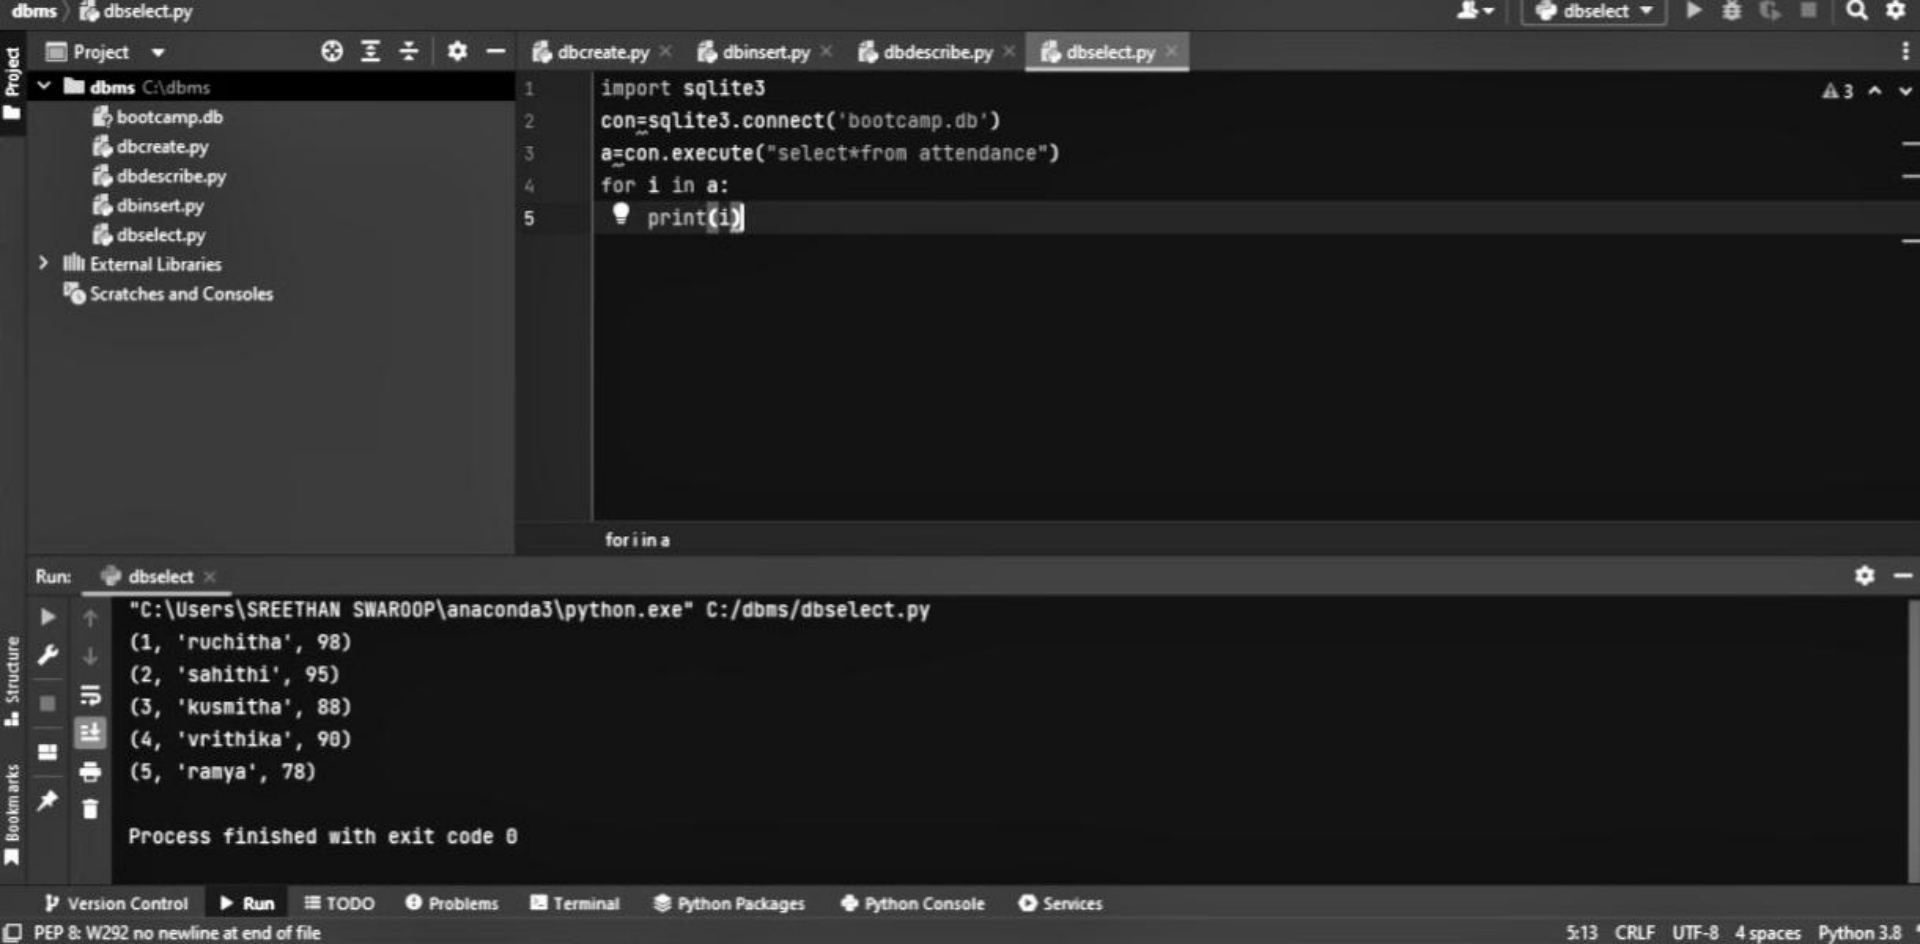 dbms dbselect.py
dbselect
Project
Project
dbcreate.py
dbinsert.py
dbdescribe.py
dbselect.py
dbms C:\dbms
bootcamp.db
dbcreate.py
dbdescribe.py
dbinsert.py
dbselect.py
External Libraries
Scratches and Consoles
1 import sqlite3
2 con=sqlite3.connect('bootcamp.db')
3 a=con.execute("select*from attendance")
4 for i in a:
5 print(i)
3
for i in a
Run: dbselect
"C:\Users\SREETHAN SWAROOP\anaconda3\python.exe" C:/dbms/dbselect.py
(1, 'ruchitha', 98)
(2, 'sahithi', 95)
(3, 'kusmitha', 88)
(4, 'vrithika', 90)
(5, 'ramya', 78)
Process finished with exit code 0
Structure
Bookmarks
Version Control Run TODO Problems Terminal Python Packages Python Console Services
PEP 8: W292 no newline at end of file
5:13 CRLF UTF-8 4 spaces Python 3.8